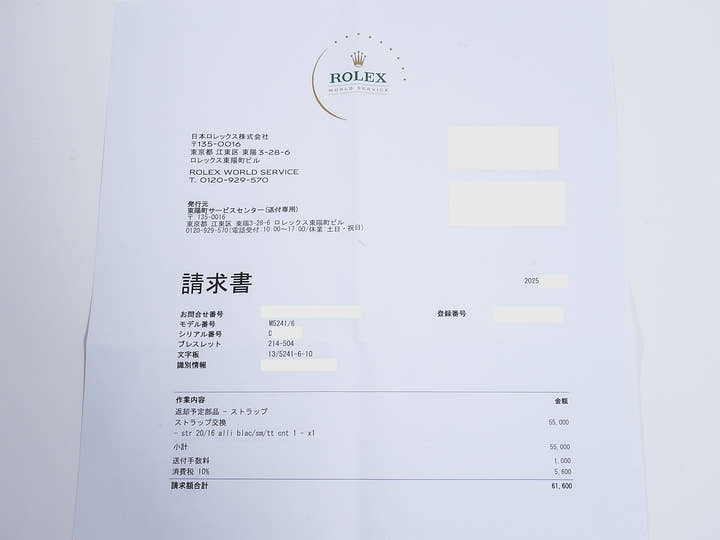 ROLEX
WORLD SERVICE
日本ロレックス株式会社
〒135-0016
東京都 江東区 東陽 3-28-6
ロレックス東陽町ビル
ROLEX WORLD SERVICE
T. 0120-929-570
発行元
東陽町サービスセンター(送付専用)
〒 135-0016
東京都 江東区 東陽3-28-6 ロレックス東陽町ビル
0120-929-570(電話受付:10:00〜17:00/休業:土日・祝日)
請求書
2025
お問合せ番号
登録番号
モデル番号 M5241/6
シリアル番号 D
ブレスレット 214-504
文字板 13/5241-6-10
識別情報
作業内容 金額
返却予定部品 - ストラップ
ストラップ交換 55,000
- str 20/16 alli blac/sm/tt cnt 1 - x1
小計 55,000
送付手数料 1,000
消費税 10% 5,600
請求額合計 61,600